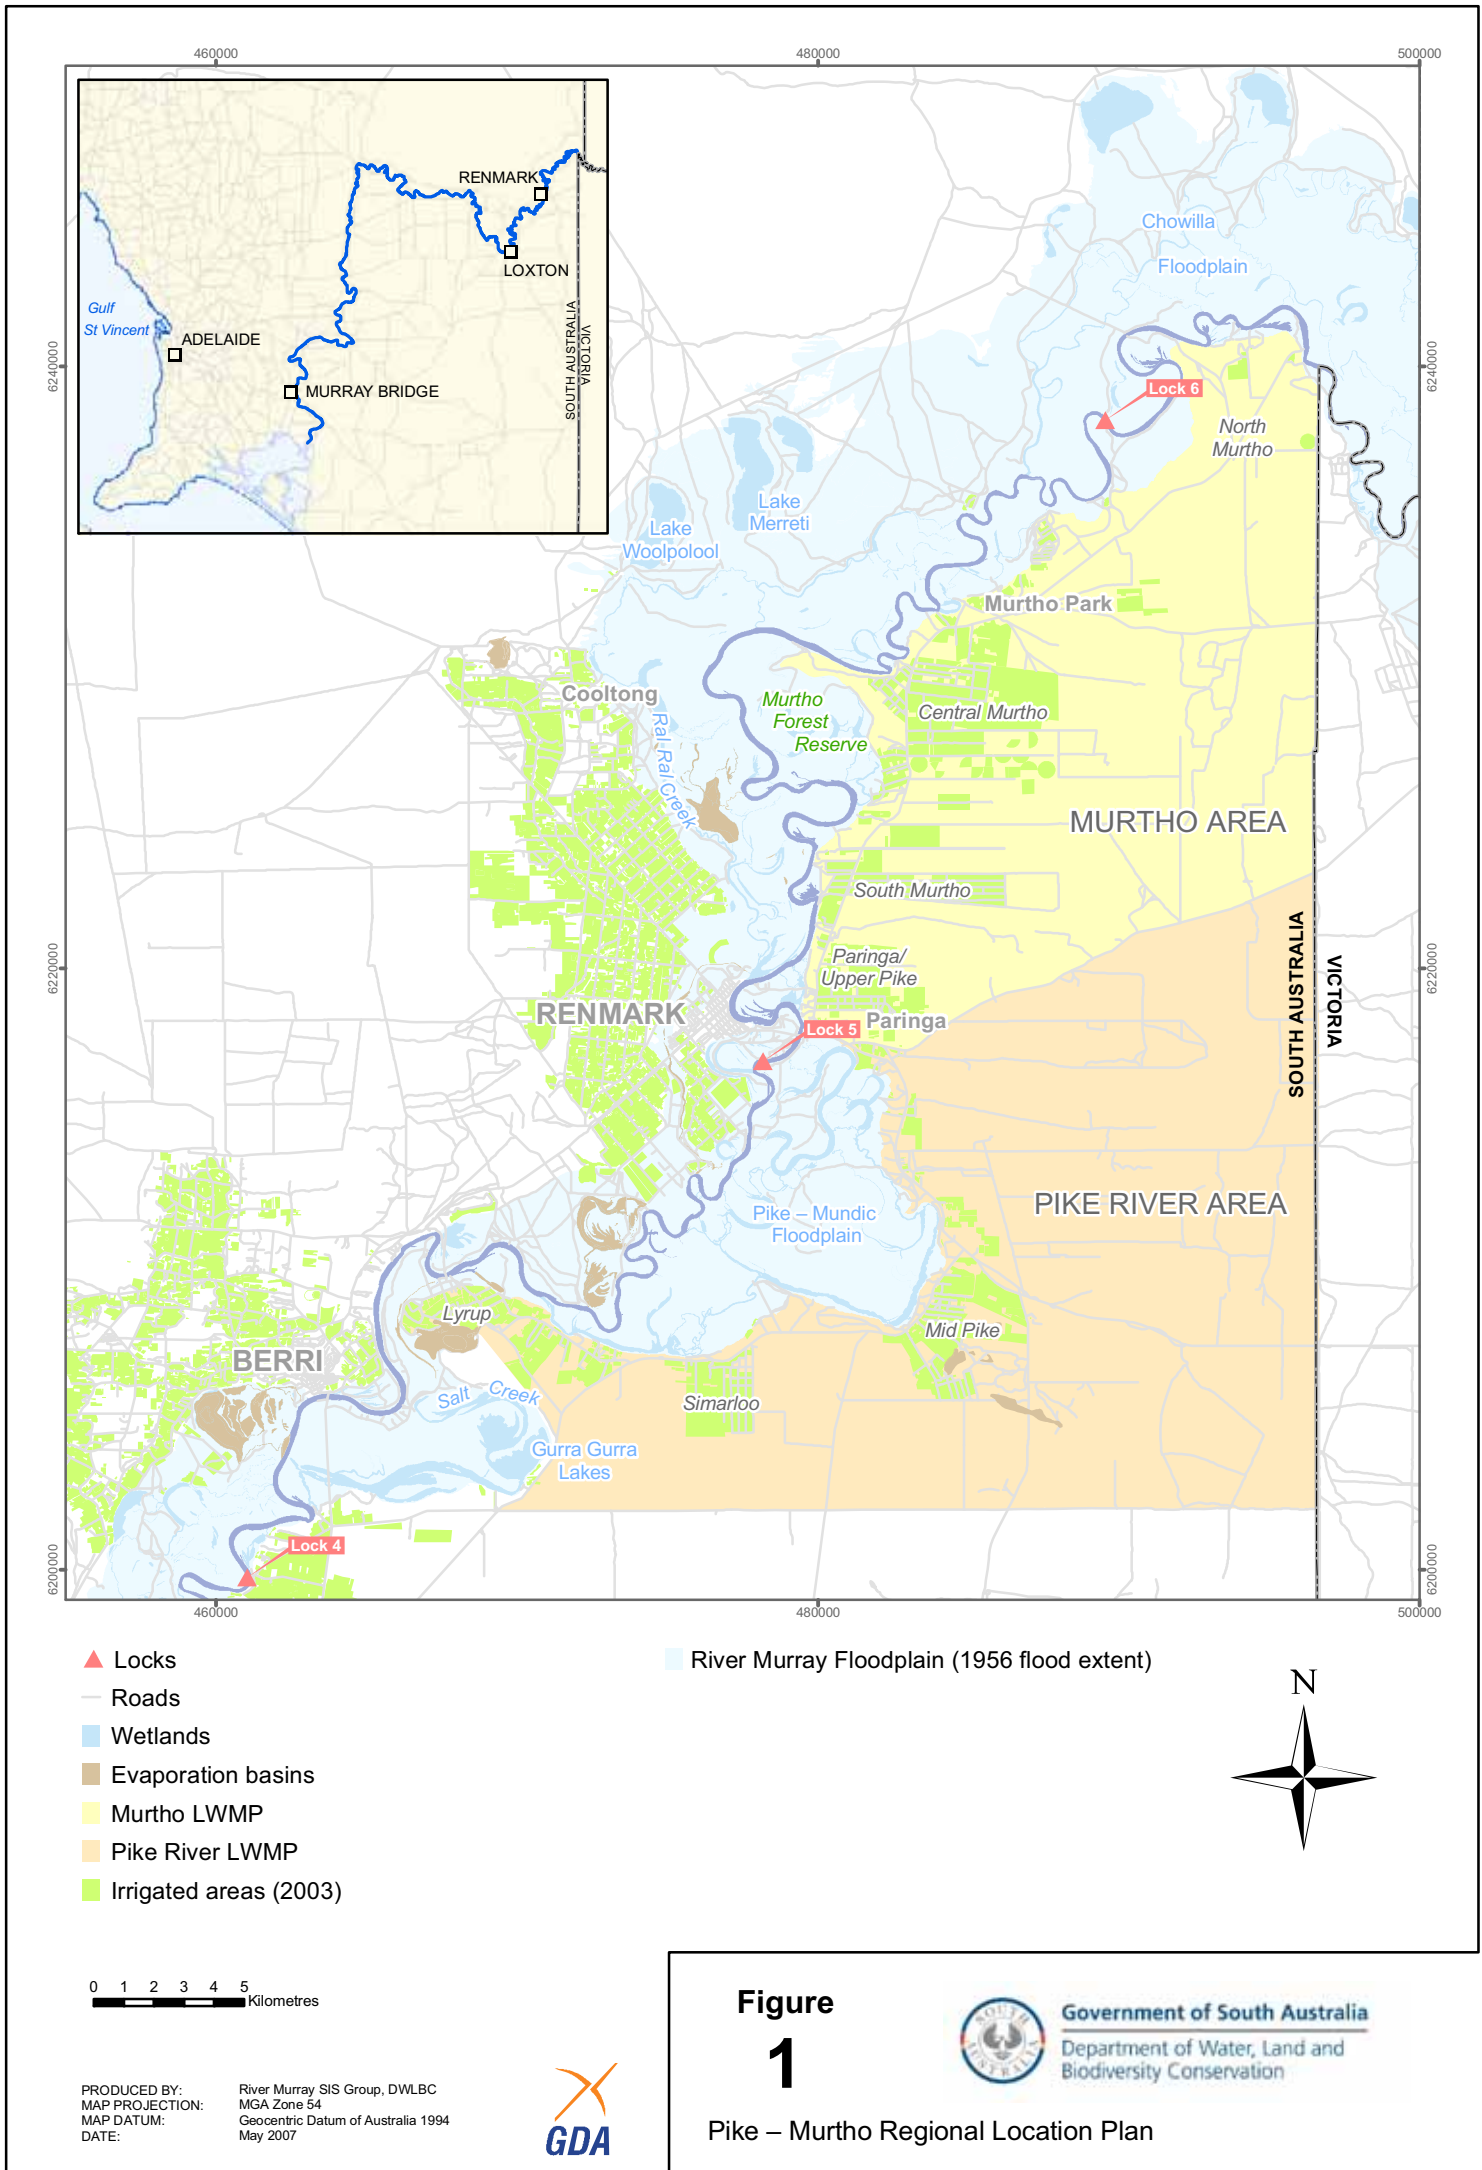 460000
480000
500000
RENMARK
LOXTON
Gulf
St Vincent
ADELAIDE
MURRAY BRIDGE
SOUTH AUSTRALIA
VICTORIA
Chowilla
Floodplain
6240000
6240000
Lock 6
North
Murtho
Lake
Merreti
Lake
Woolpolool
Murtho Park
Cooltong
Ral Ral Creek
Murtho
Forest
Reserve
Central Murtho
MURTHO AREA
South Murtho
Paringa/
Upper Pike
6220000
6220000
RENMARK
Lock 5
Paringa
SOUTH AUSTRALIA
VICTORIA
Pike – Mundic
Floodplain
PIKE RIVER AREA
Lyrup
Mid Pike
BERRI
Salt Creek
Simarloo
Gurra Gurra
Lakes
Lock 4
6200000
6200000
460000
480000
500000
Locks
Roads
Wetlands
Evaporation basins
Murtho LWMP
Pike River LWMP
Irrigated areas (2003)
River Murray Floodplain (1956 flood extent)
N
0 1 2 3 4 5
Kilometres
PRODUCED BY: River Murray SIS Group, DWLBC
MAP PROJECTION: MGA Zone 54
MAP DATUM: Geocentric Datum of Australia 1994
DATE: May 2007
GDA
Figure
1
SOUTH AUSTRALIA
Government of South Australia
Department of Water, Land and
Biodiversity Conservation
Pike – Murtho Regional Location Plan